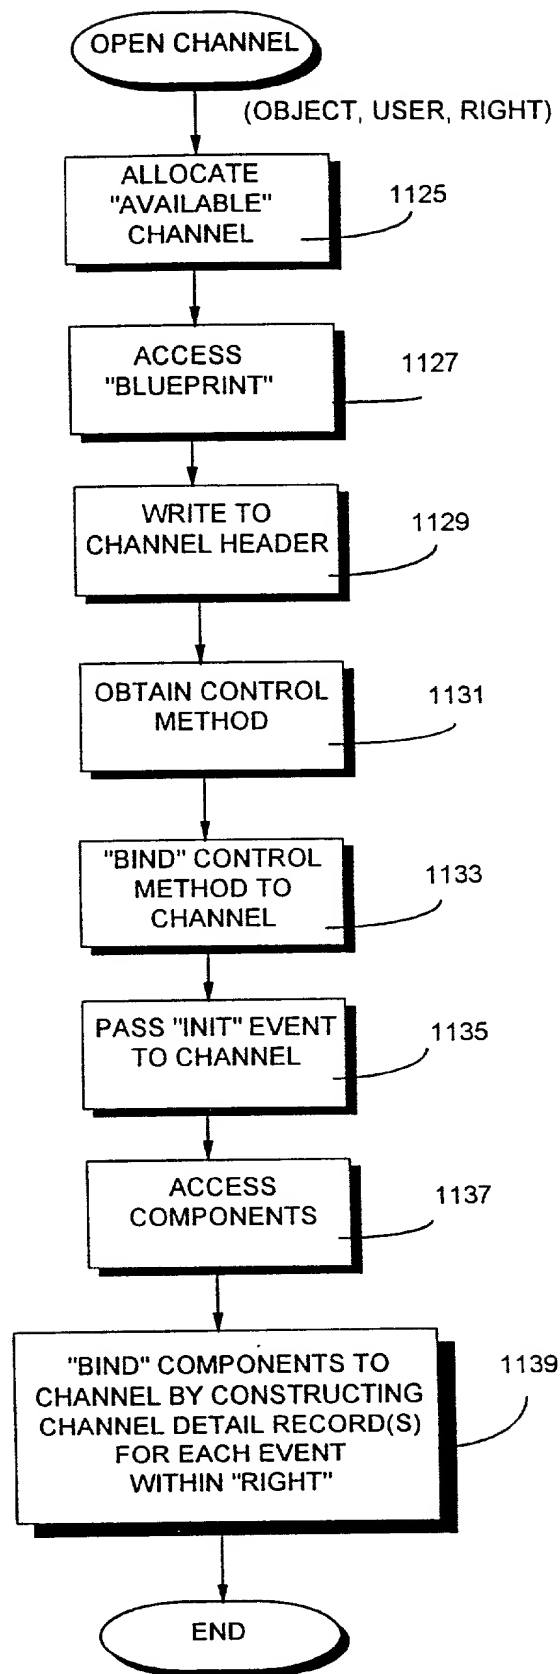 OPEN CHANNEL
(OBJECT, USER, RIGHT)
ALLOCATE
"AVAILABLE"
CHANNEL
1125
ACCESS
"BLUEPRINT"
1127
WRITE TO
CHANNEL HEADER
1129
OBTAIN CONTROL
METHOD
1131
"BIND" CONTROL
METHOD TO
CHANNEL
1133
PASS "INIT" EVENT
TO CHANNEL
1135
ACCESS
COMPONENTS
1137
"BIND" COMPONENTS TO
CHANNEL BY CONSTRUCTING
CHANNEL DETAIL RECORD(S)
FOR EACH EVENT
WITHIN "RIGHT"
1139
END